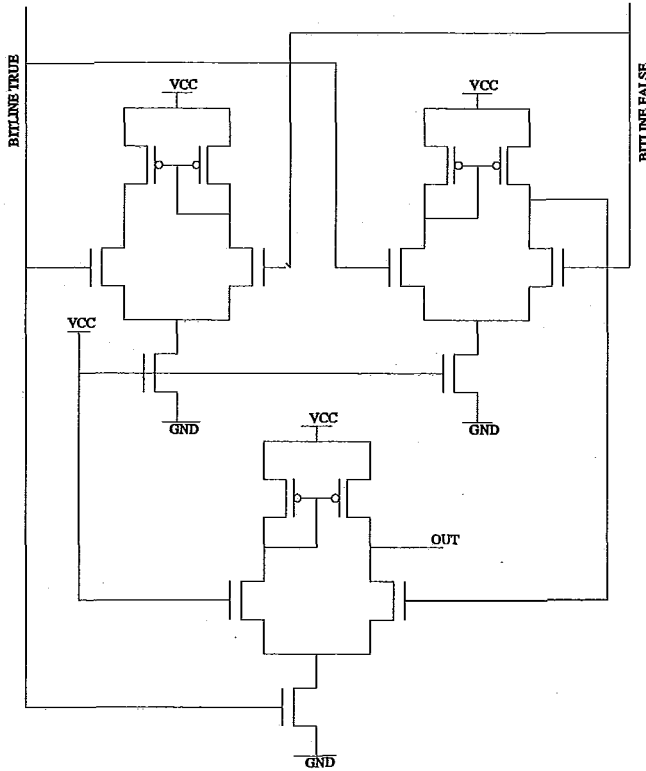 BITLINE TRUE
BITLINE FALSE
VCC
VCC
VCC
GND
GND
VCC
OUT
GND